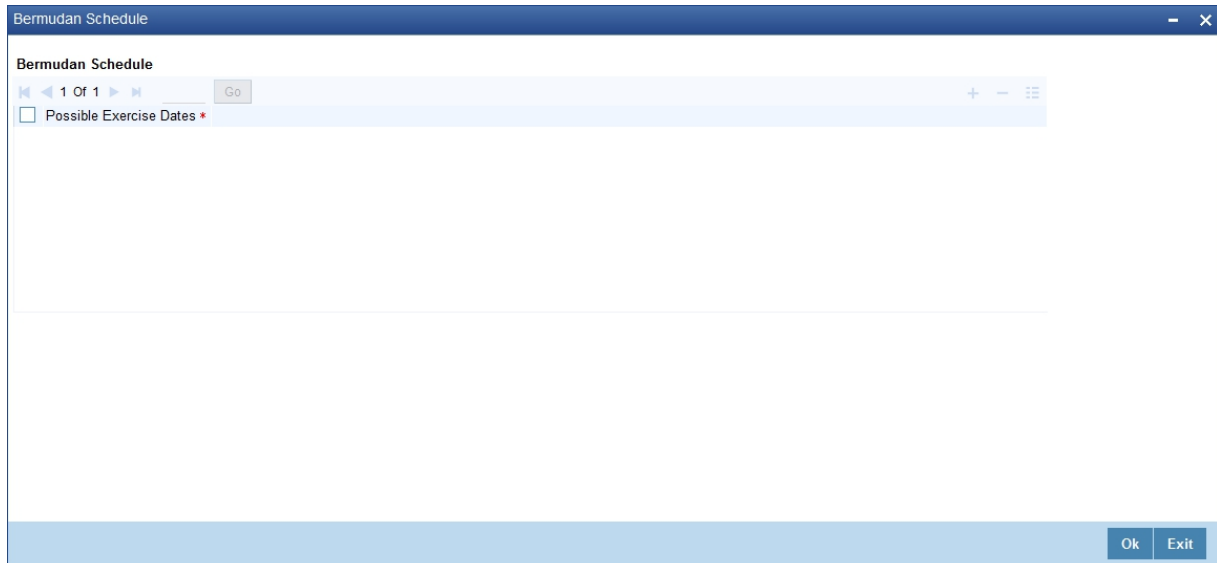 Bermudan Schedule
Bermudan Schedule
1 Of 1 Go
Possible Exercise Dates *
Ok Exit